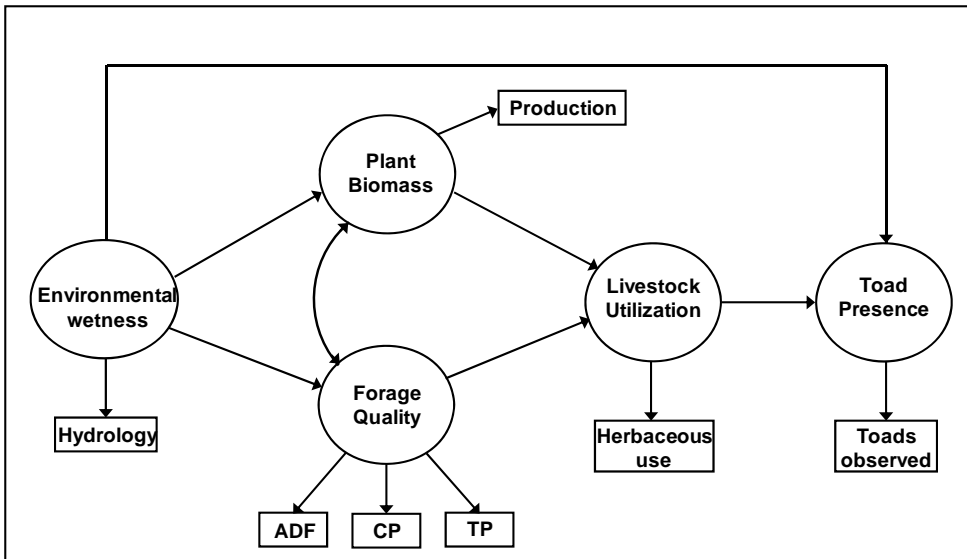 Production
Plant
Biomass
Environmental
wetness
Livestock
Utilization
Toad
Presence
Forage
Quality
Hydrology
Herbaceous
use
Toads
observed
ADF
CP
TP